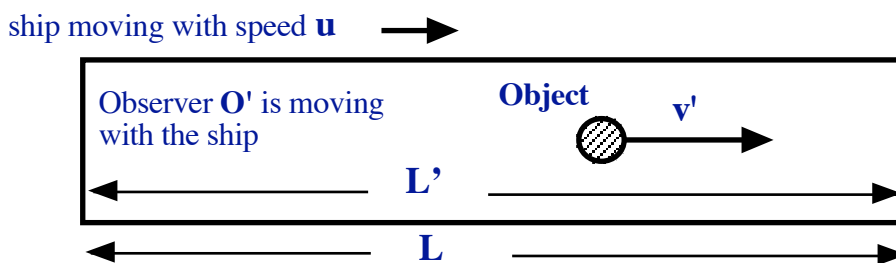 ship moving with speed u
Observer O' is moving
with the ship
Object
v'
L’
L